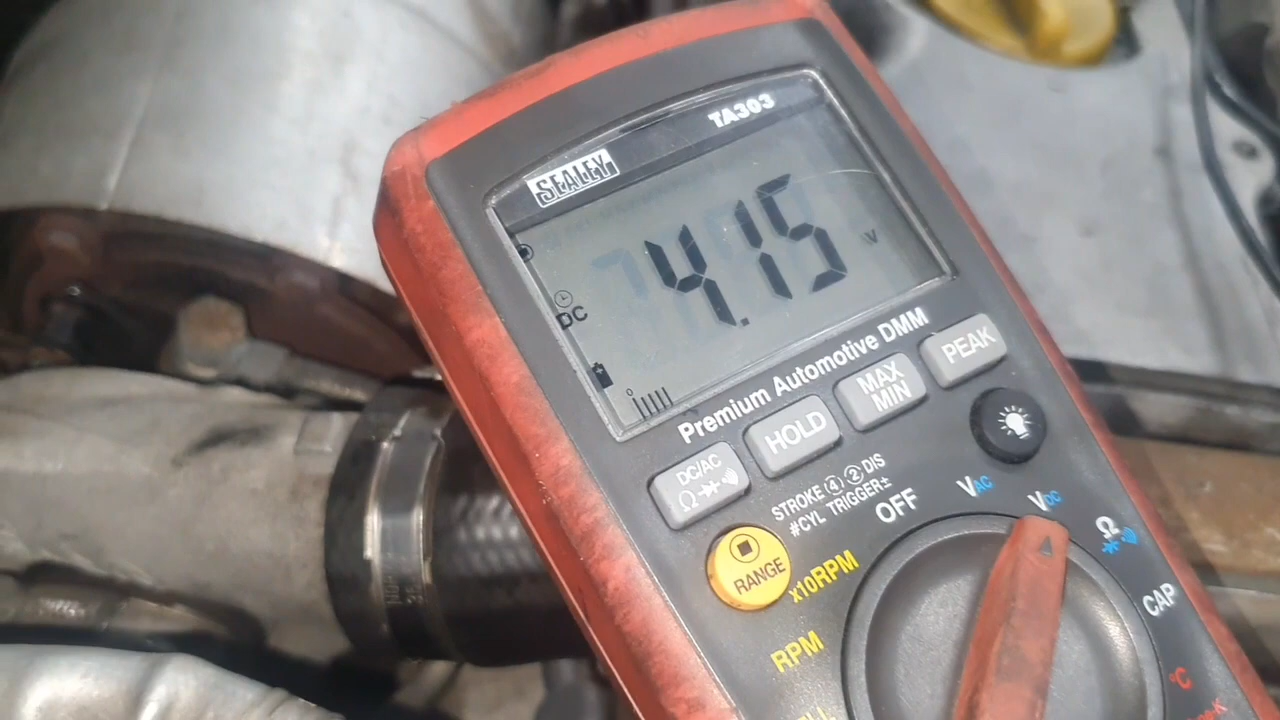 TA303
SEALEY
4.15
V
DC
Premium Automotive DMM
PEAK
MAX
MIN
HOLD
DC/AC
Ω
STROKE ④ ② DIS
#CYL TRIGGER±
OFF
VAC
VDC
Ω
RANGE
x10RPM
RPM
CAP
°C